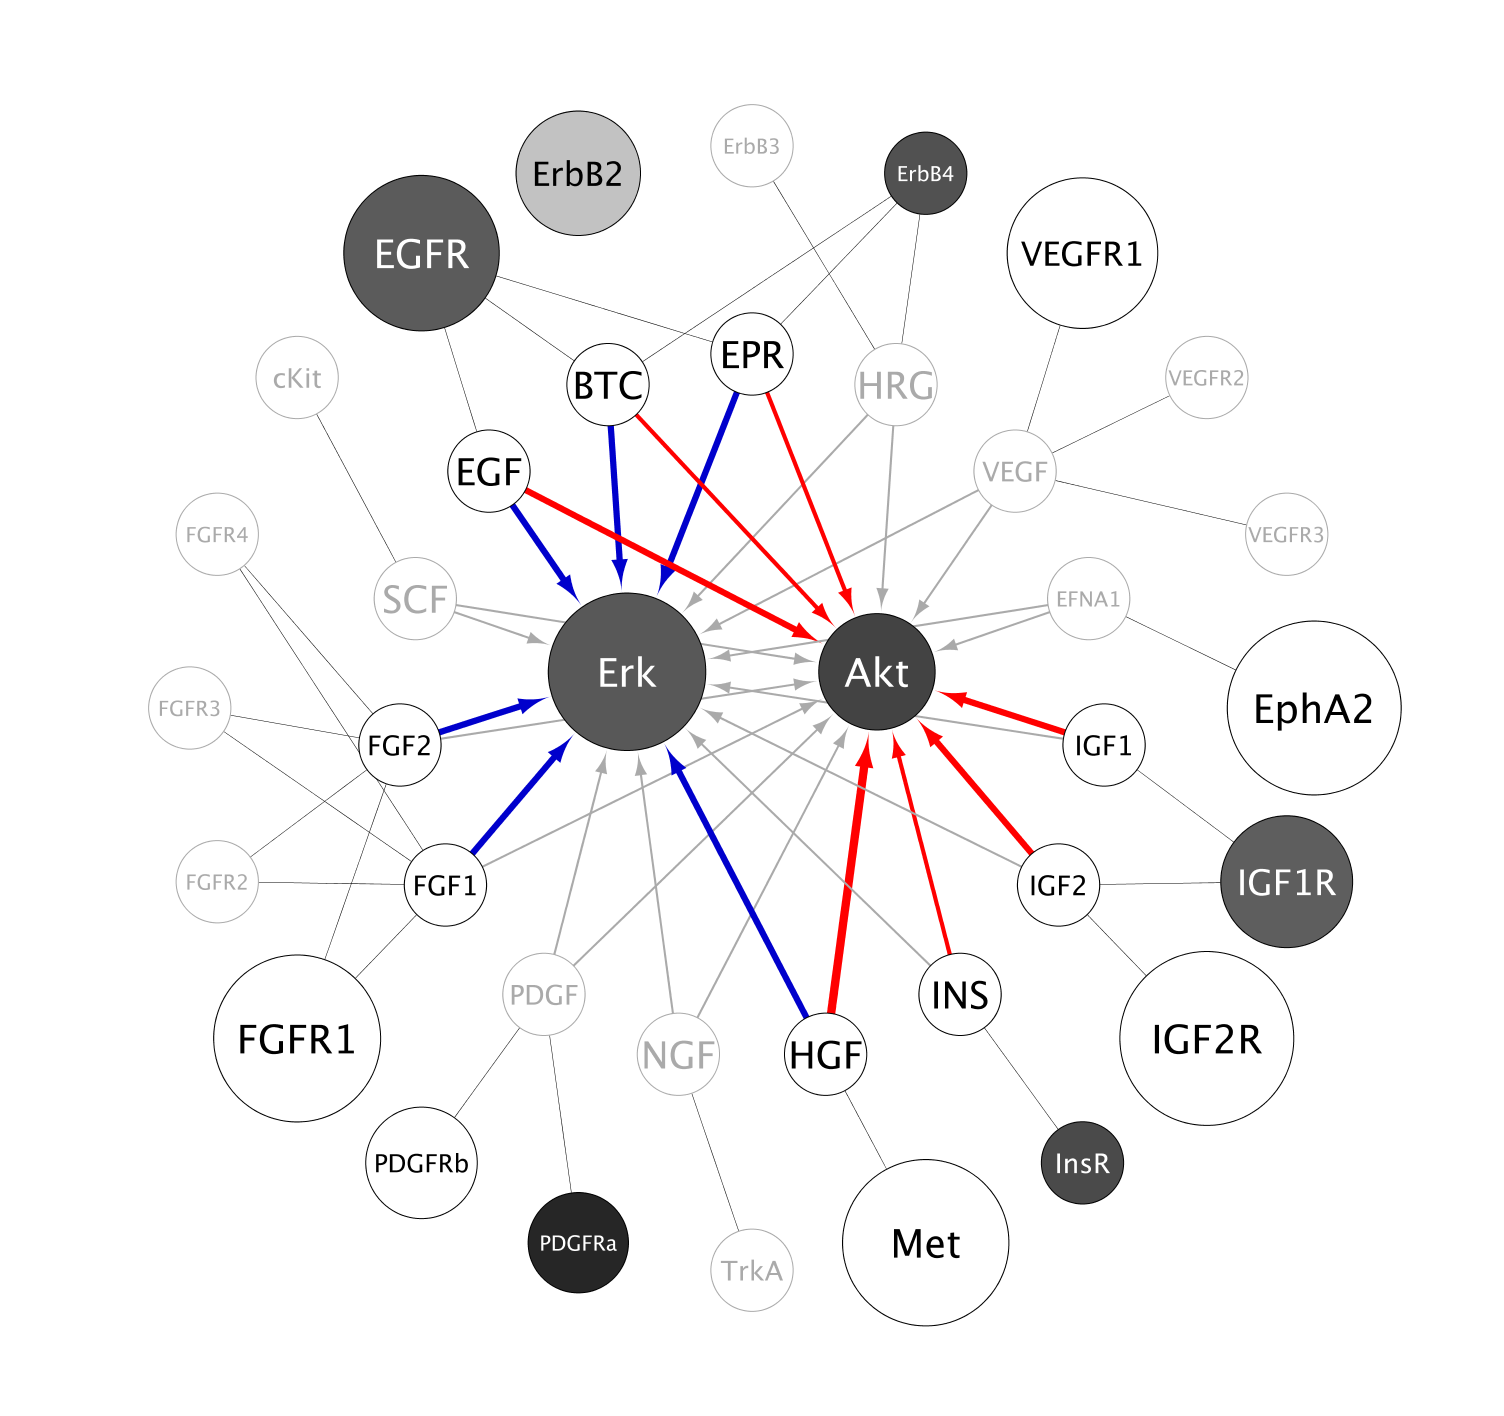 ErbB3
ErbB2
ErbB4
EGFR
VEGFR1
EPR
cKit
BTC
HRG
VEGFR2
EGF
VEGF
FGFR4
VEGFR3
SCF
EFNA1
Erk
Akt
FGFR3
EphA2
FGF2
IGF1
FGFR2
FGF1
IGF2
IGF1R
PDGF
INS
FGFR1
IGF2R
NGF
HGF
PDGFRb
InsR
PDGFRa
Met
TrkA